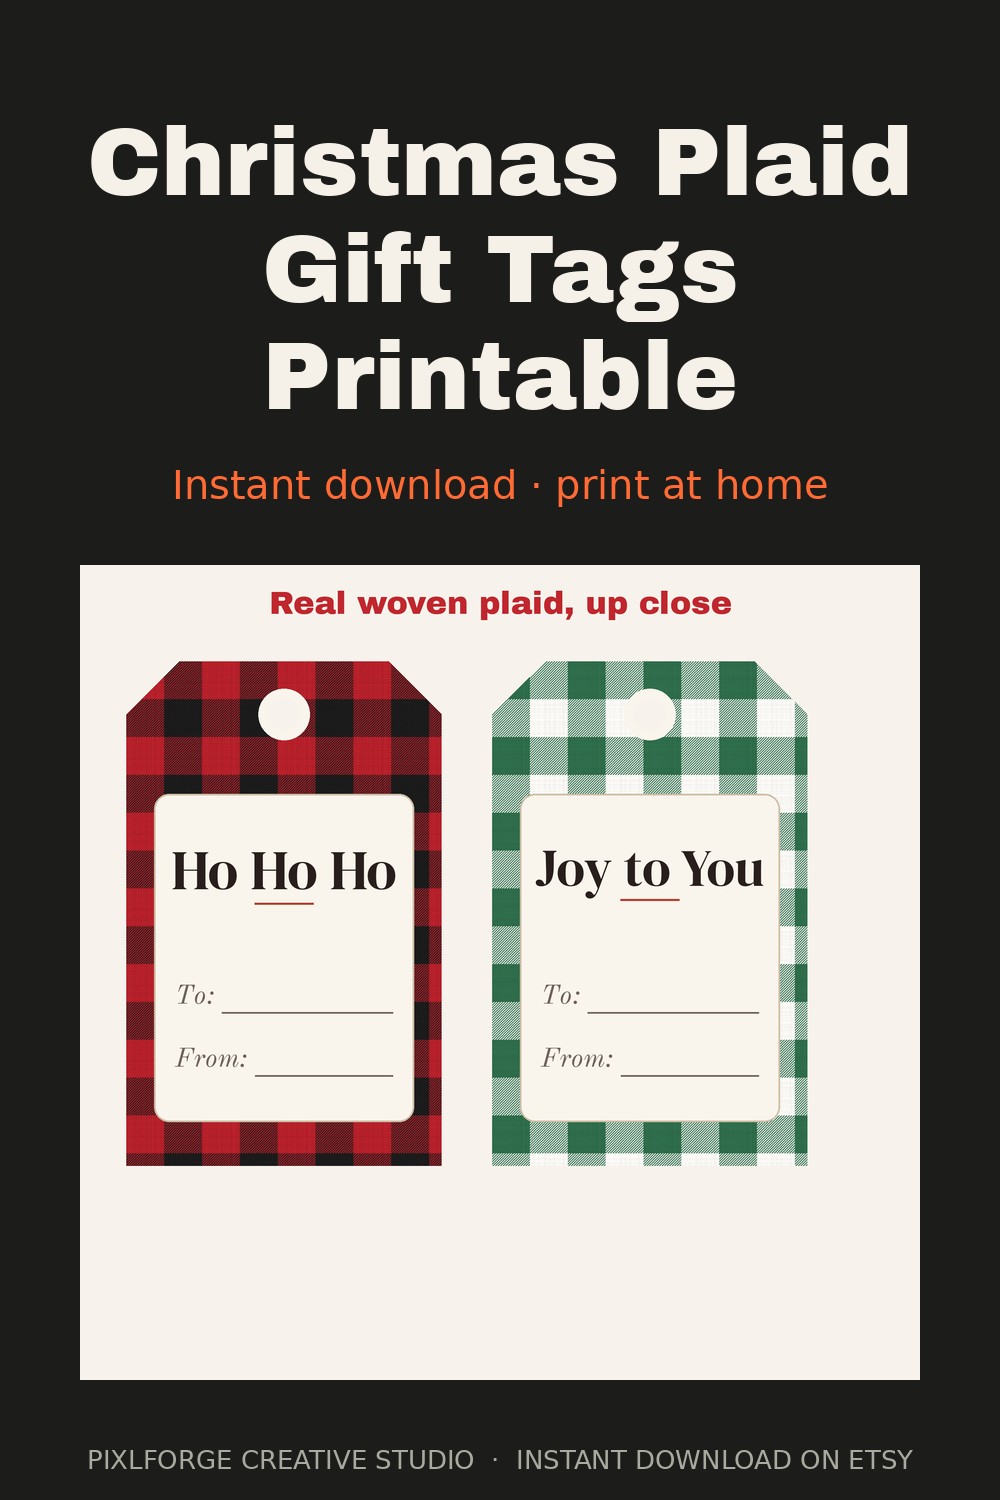 Christmas Plaid
Gift Tags
Printable
Instant download · print at home
Real woven plaid, up close
Ho Ho Ho
To:
From:
Joy to You
To:
From:
PIXLFORGE CREATIVE STUDIO · INSTANT DOWNLOAD ON ETSY